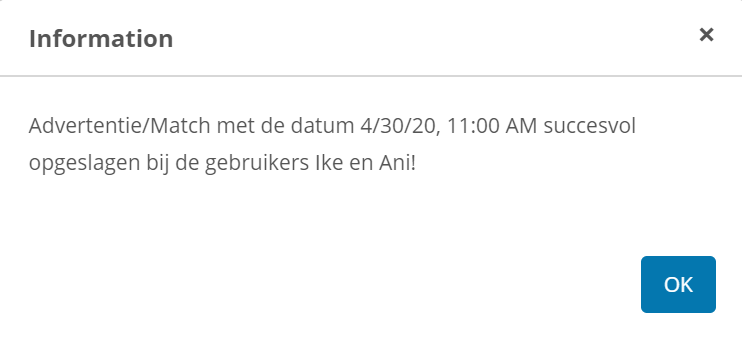 Information
Advertentie/Match met de datum 4/30/20, 11:00 AM succesvol
opgeslagen bij de gebruikers Ike en Ani!
OK